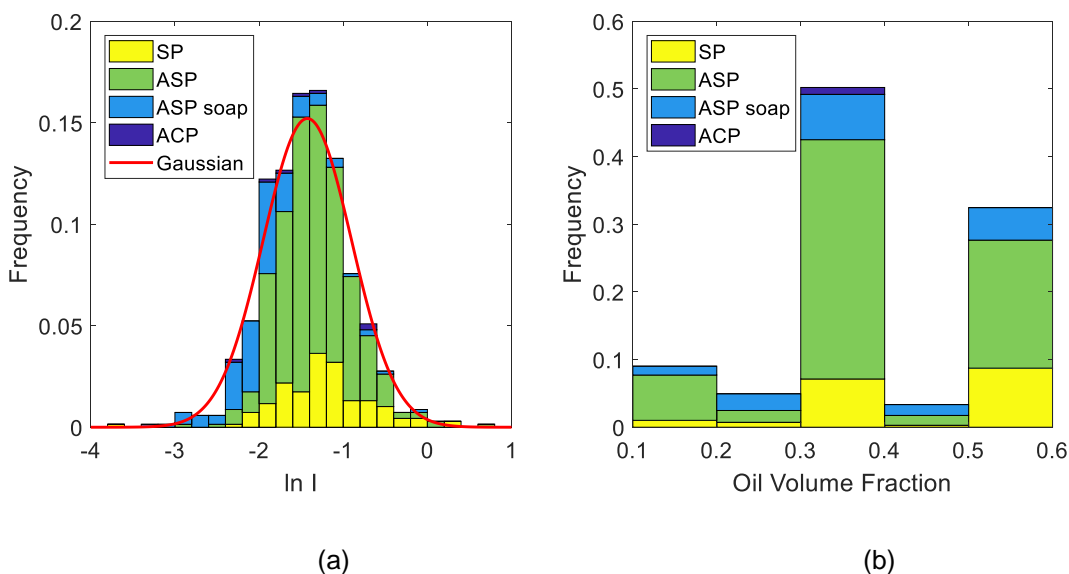 0.2
0.15
0.1
0.05
0
Frequency
SP
ASP
ASP soap
ACP
Gaussian
-4 -3 -2 -1 0 1
ln I
(a)
0.6
0.5
0.4
0.3
0.2
0.1
0
Frequency
SP
ASP
ASP soap
ACP
0.1 0.2 0.3 0.4 0.5 0.6
Oil Volume Fraction
(b)